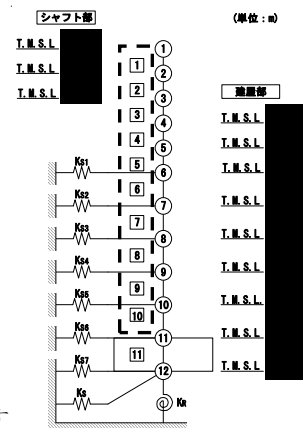 シャフト部
(単位：m)
T.M.S.L
T.M.S.L
T.M.S.L
建屋部
T.M.S.L
T.M.S.L
T.M.S.L
T.M.S.L
T.M.S.L
T.M.S.L
T.M.S.L.
T.M.S.L
T.M.S.L
1
2
3
4
5
6
7
8
9
10
11
12
1
2
3
4
5
6
7
8
9
10
11
KS1
KS2
KS3
KS4
KS5
KS6
KS7
KS
KR